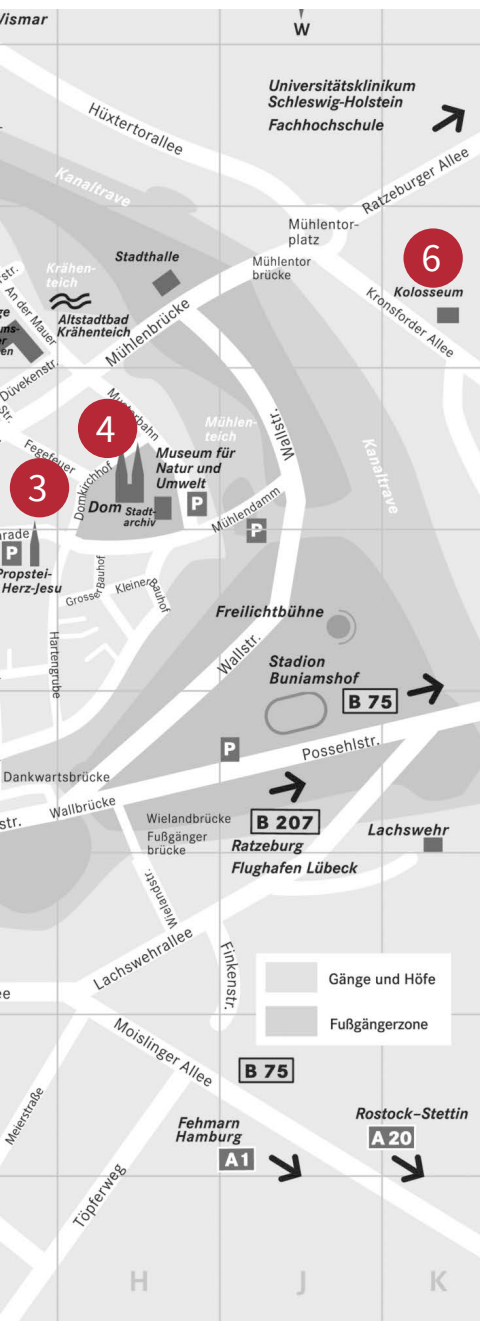 Wismar
W
Universitätsklinikum
Schleswig-Holstein
Fachhochschule
Hüxtertorallee
Ratzeburger Allee
Kanaltrave
Mühlentor-
platz
Stadthalle
Mühlentor
brücke
6
Kolosseum
Krähen-
teich
An der Mauer
Altstadtbad
Krähenteich
Mühlenbrücke
Kronsforder Allee
Düvekenstr.
4
Mühlen-
teich
Wallstr.
Kanaltrave
Fegefeuer
Domkirchhof
Museum für
Natur und
Umwelt
3
Dom
Stadt-
archiv
P
Mühlendamm
P
P
Propstei-
Herz-Jesu
Grosser Bauhof
Kleiner Bauhof
Freilichtbühne
Hartengrube
Wallstr.
Stadion
Buniamshof
B 75
P
Possehlstr.
Dankwartsbrücke
Wallbrücke
str.
Wielandbrücke
Fußgänger
brücke
B 207
Ratzeburg
Flughafen Lübeck
Lachswehr
Wielandstr.
Lachswehrallee
Finkenstr.
Gänge und Höfe
Fußgängerzone
Moislinger Allee
B 75
Meierstraße
Fehmarn
Hamburg
A 1
Rostock–Stettin
A 20
Töpferweg
H
J
K